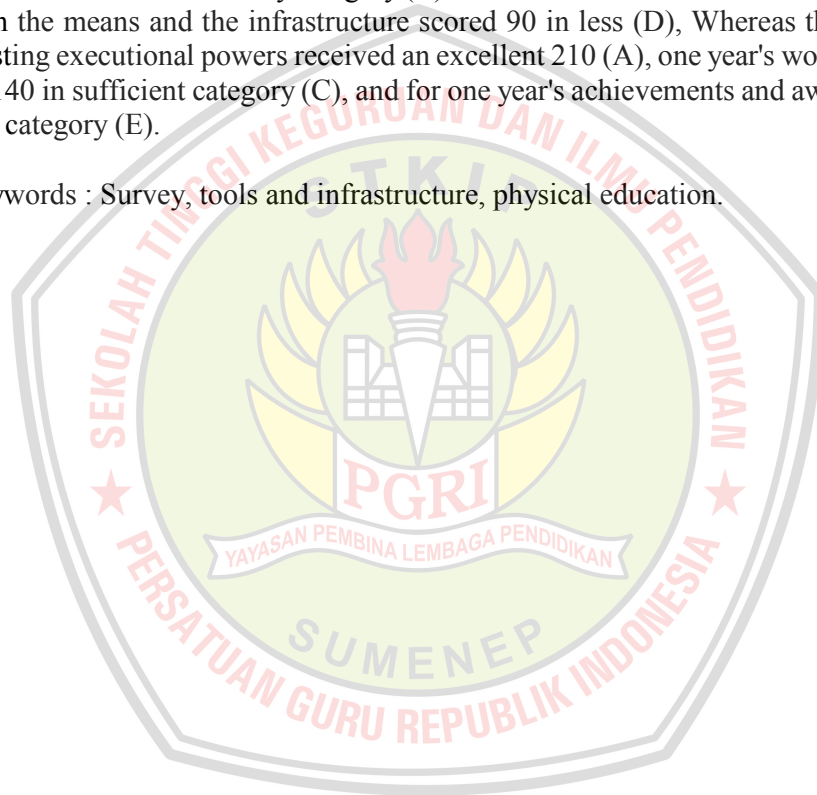 n the means and the infrastructure scored 90 in less (D), Whereas th
sting executional powers received an excellent 210 (A), one year's wo
140 in sufficient category (C), and for one year's achievements and aw
category (E).
words : Survey, tools and infrastructure, physical education.
SEKOLAH TINGGI KEGURUAN DAN ILMU PENDIDIKAN
STKIP
PGRI
YAYASAN PEMBINA LEMBAGA PENDIDIKAN
SUMENEP
PERSATUAN GURU REPUBLIK INDONESIA